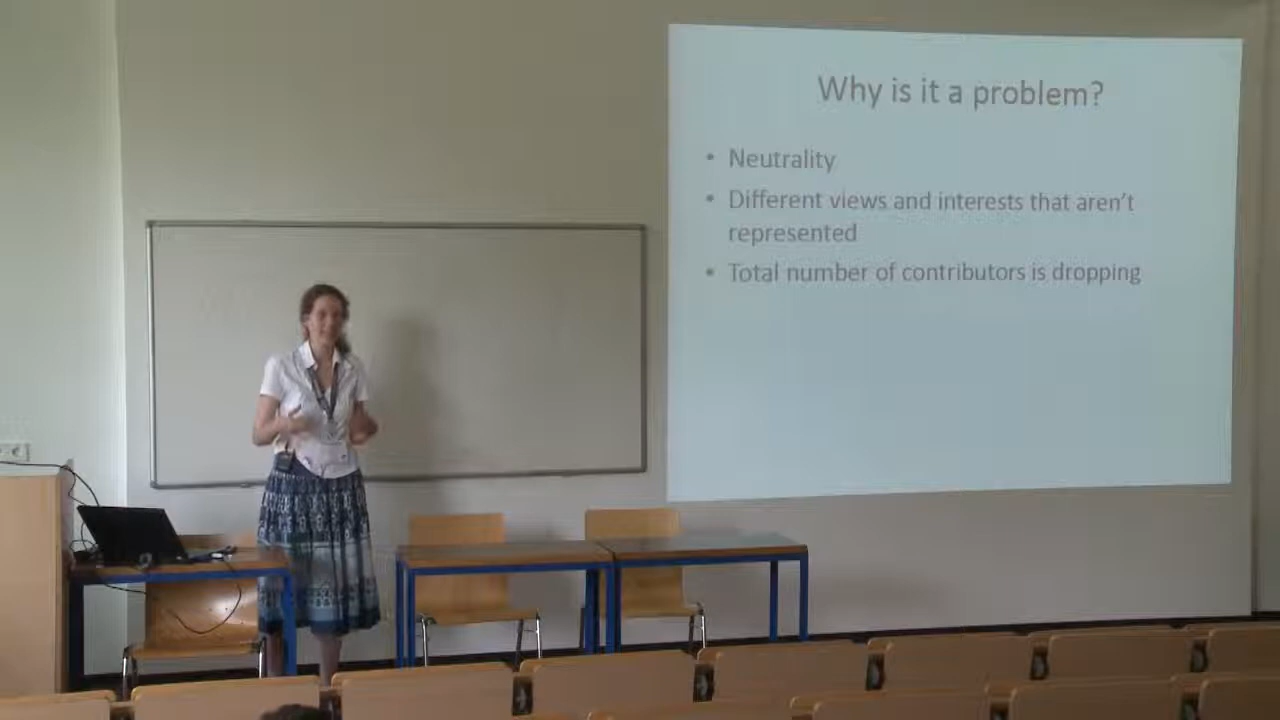 Why is it a problem?
• Neutrality
• Different views and interests that aren't
represented
• Total number of contributors is dropping